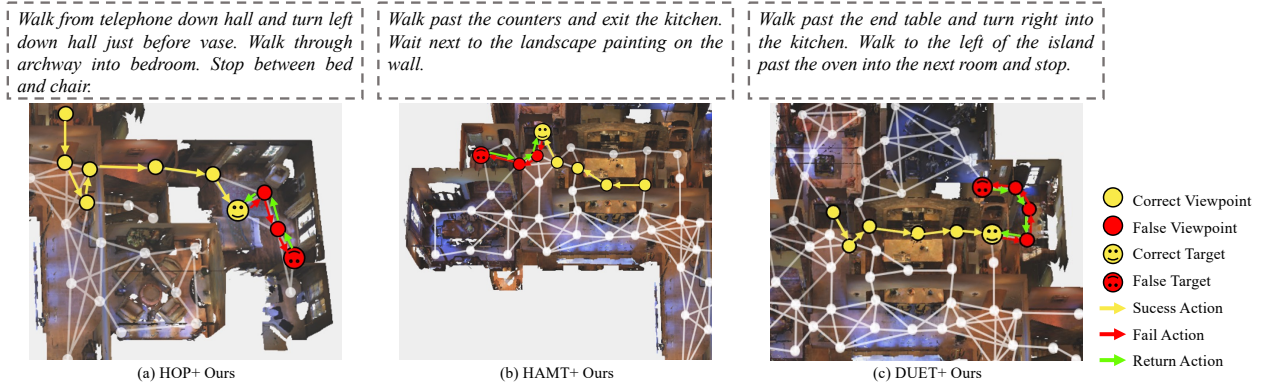 Walk from telephone down hall and turn left
down hall just before vase. Walk through
archway into bedroom. Stop between bed
and chair.
Walk past the counters and exit the kitchen.
Wait next to the landscape painting on the
wall.
Walk past the end table and turn right into
the kitchen. Walk to the left of the island
past the oven into the next room and stop.
Correct Viewpoint
False Viewpoint
Correct Target
False Target
Sucess Action
Fail Action
Return Action
(a) HOP+ Ours
(b) HAMT+ Ours
(c) DUET+ Ours